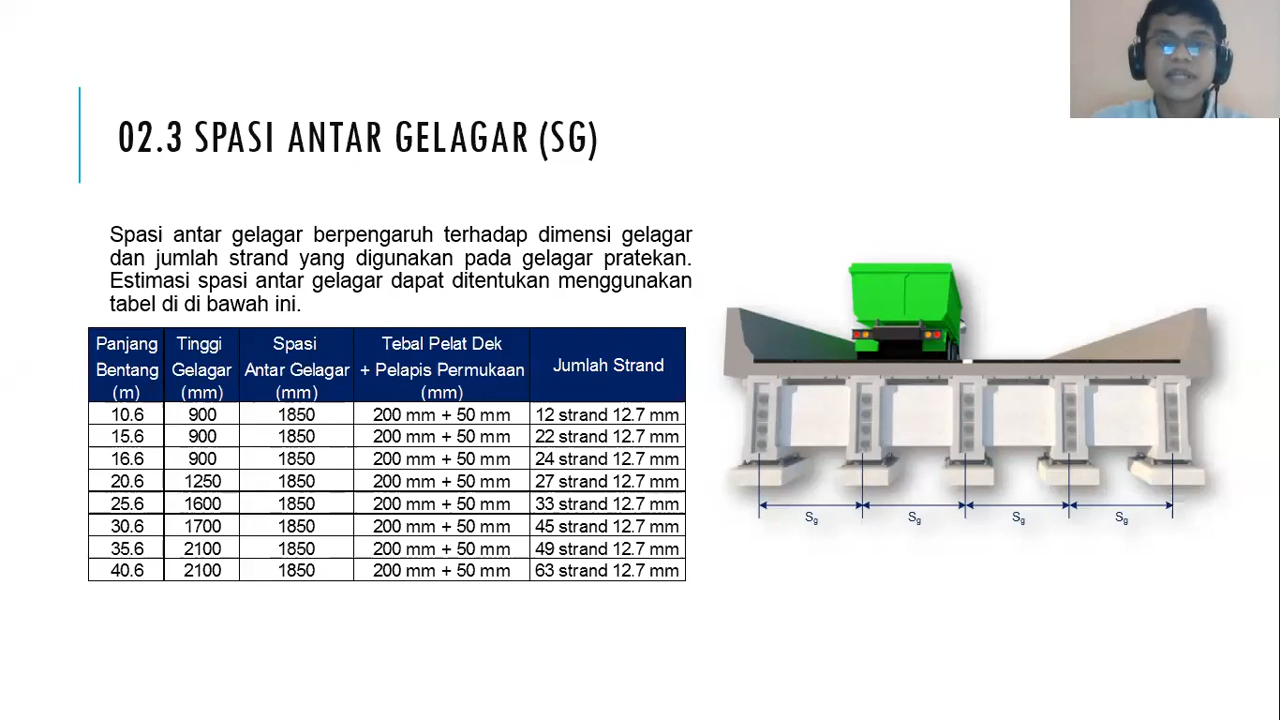 02.3 SPASI ANTAR GELAGAR (SG)
Spasi antar gelagar berpengaruh terhadap dimensi gelagar
dan jumlah strand yang digunakan pada gelagar pratekan.
Estimasi spasi antar gelagar dapat ditentukan menggunakan
tabel di di bawah ini.
Panjang Bentang (m) Tinggi Gelagar (mm) Spasi Antar Gelagar (mm) Tebal Pelat Dek + Pelapis Permukaan (mm) Jumlah Strand
10.6 900 1850 200 mm + 50 mm 12 strand 12.7 mm
15.6 900 1850 200 mm + 50 mm 22 strand 12.7 mm
16.6 900 1850 200 mm + 50 mm 24 strand 12.7 mm
20.6 1250 1850 200 mm + 50 mm 27 strand 12.7 mm
25.6 1600 1850 200 mm + 50 mm 33 strand 12.7 mm
30.6 1700 1850 200 mm + 50 mm 45 strand 12.7 mm
35.6 2100 1850 200 mm + 50 mm 49 strand 12.7 mm
40.6 2100 1850 200 mm + 50 mm 63 strand 12.7 mm
Sg Sg Sg Sg